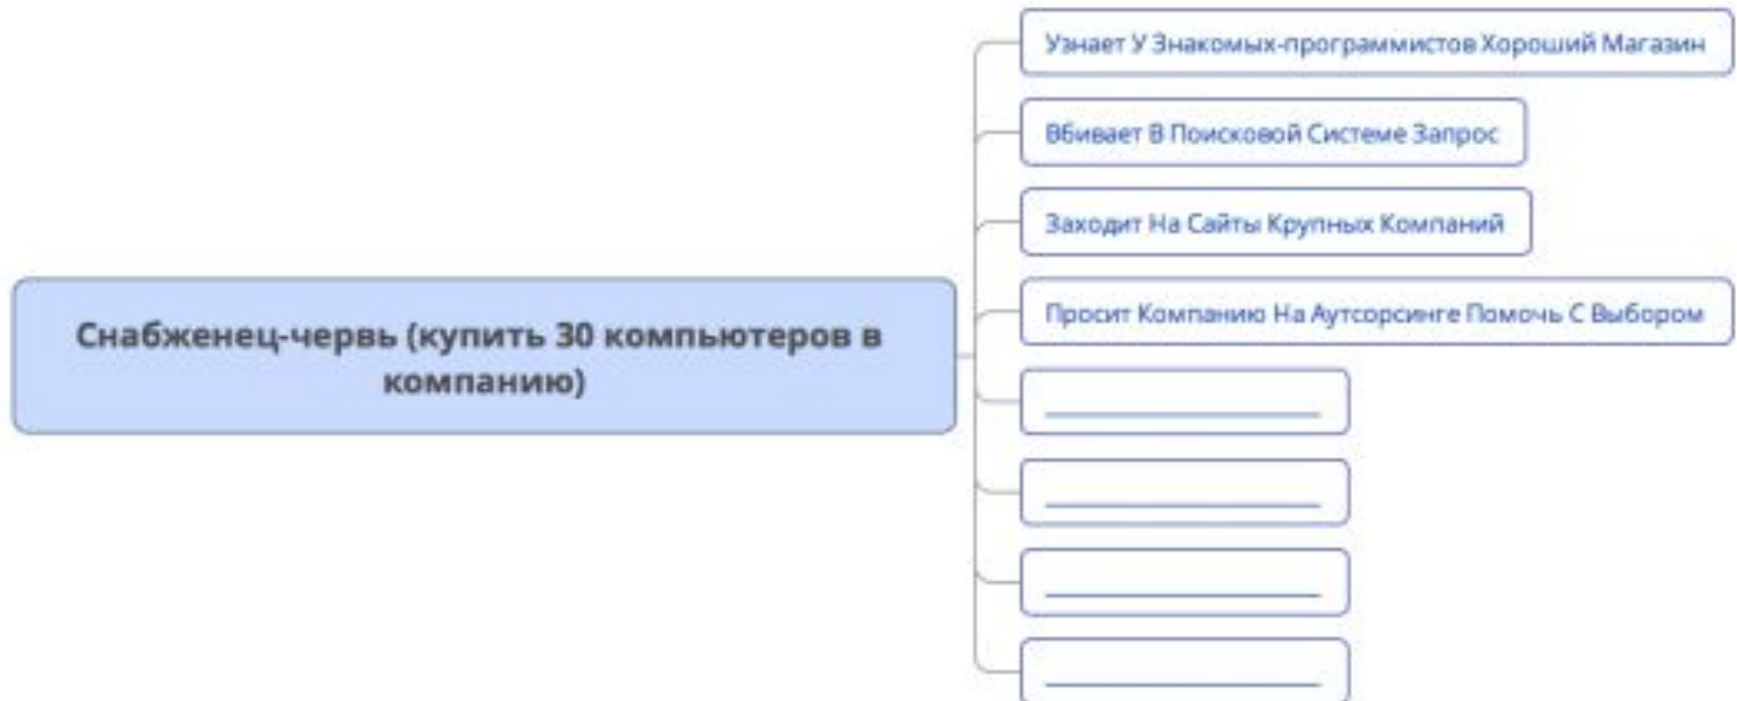 Узнает У Знакомых-программистов Хороший Магазин
Вбивает В Поисковой Системе Запрос
Заходит На Сайты Крупных Компаний
Снабженец-червь (купить 30 компьютеров в
компанию)
Просит Компанию На Аутсорсинге Помочь С Выбором